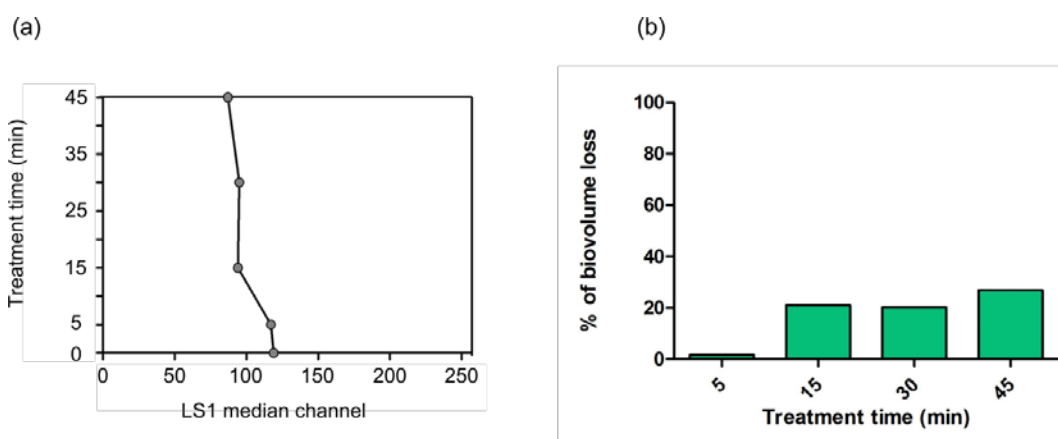 (a)
(b)
Treatment time (min)
45
35
25
15
5
0
0 50 100 150 200 250
LS1 median channel
% of biovolume loss
100
80
60
40
20
0
5 15 30 45
Treatment time (min)